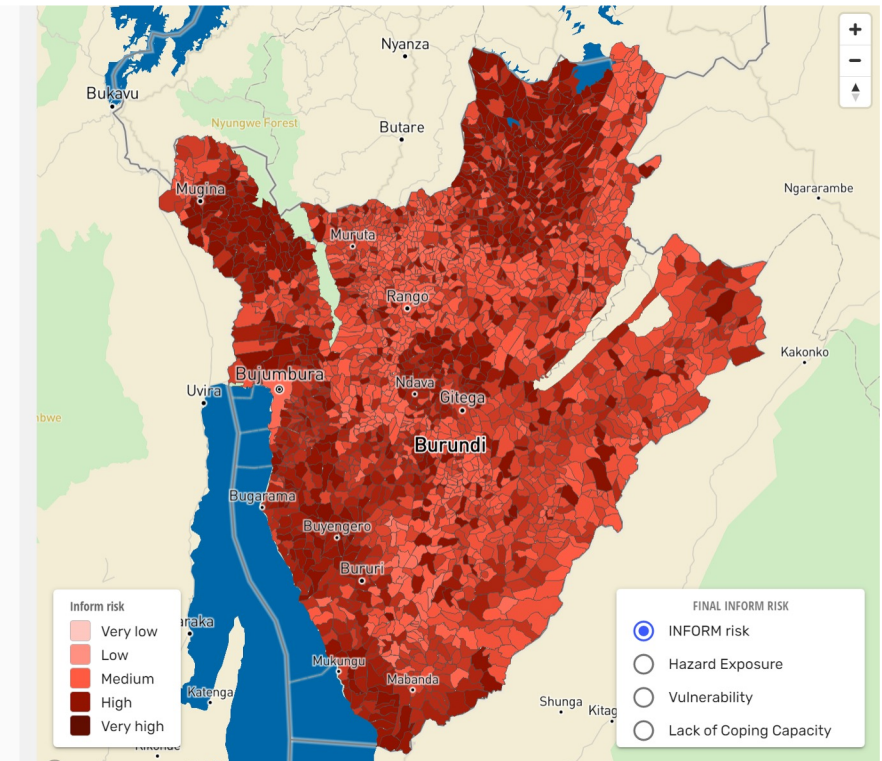 Nyanza
Bukavu
Nyungwe Forest
Butare
Mugina
Ngararambe
Muruta
Rango
Kakonko
Bujumbura
Uvira
Ndava
Gitega
Burundi
Bugarama
Buyengero
Bururi
Mukungu
Mabanda
Katenga
Shunga
Inform risk
Very low
Low
Medium
High
Very high
FINAL INFORM RISK
INFORM risk
Hazard Exposure
Vulnerability
Lack of Coping Capacity